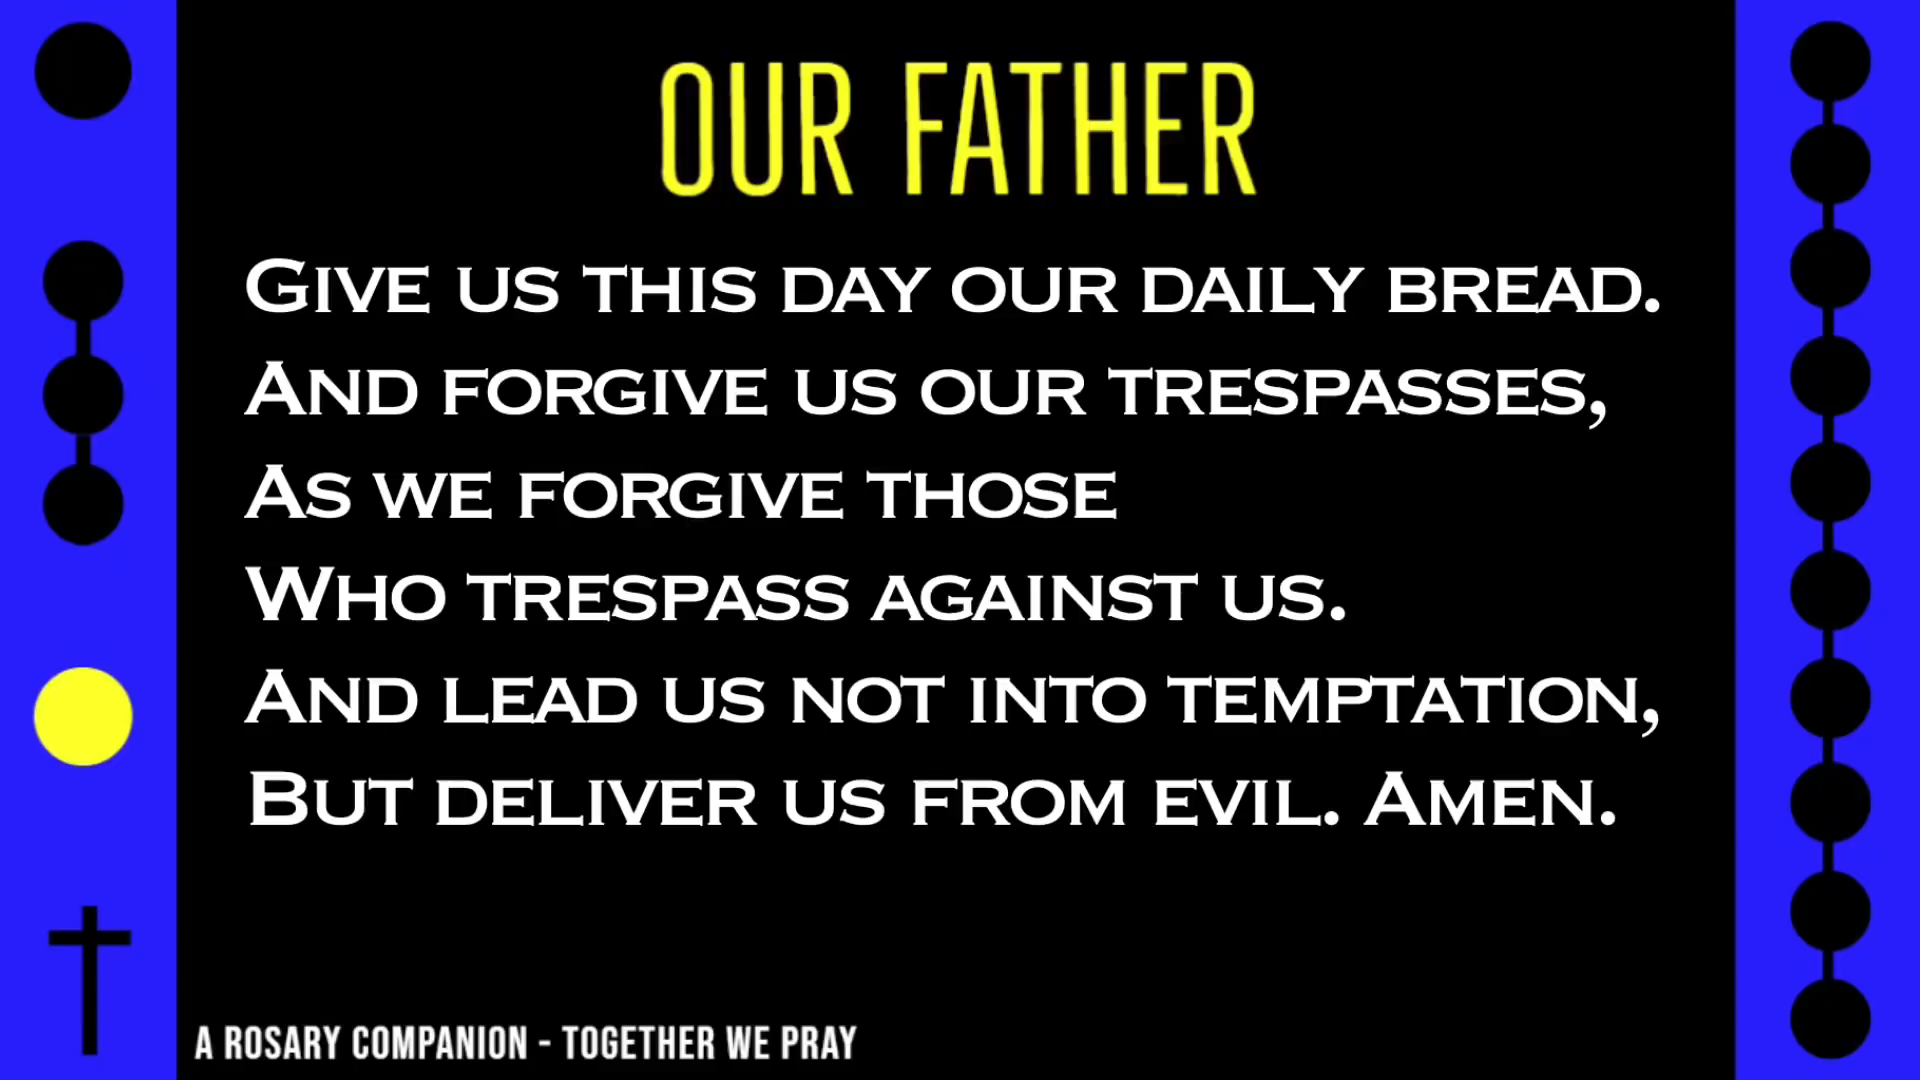 OUR FATHER
Give us this day our daily bread.
And forgive us our trespasses,
As we forgive those
Who trespass against us.
And lead us not into temptation,
But deliver us from evil. Amen.
A ROSARY COMPANION - TOGETHER WE PRAY